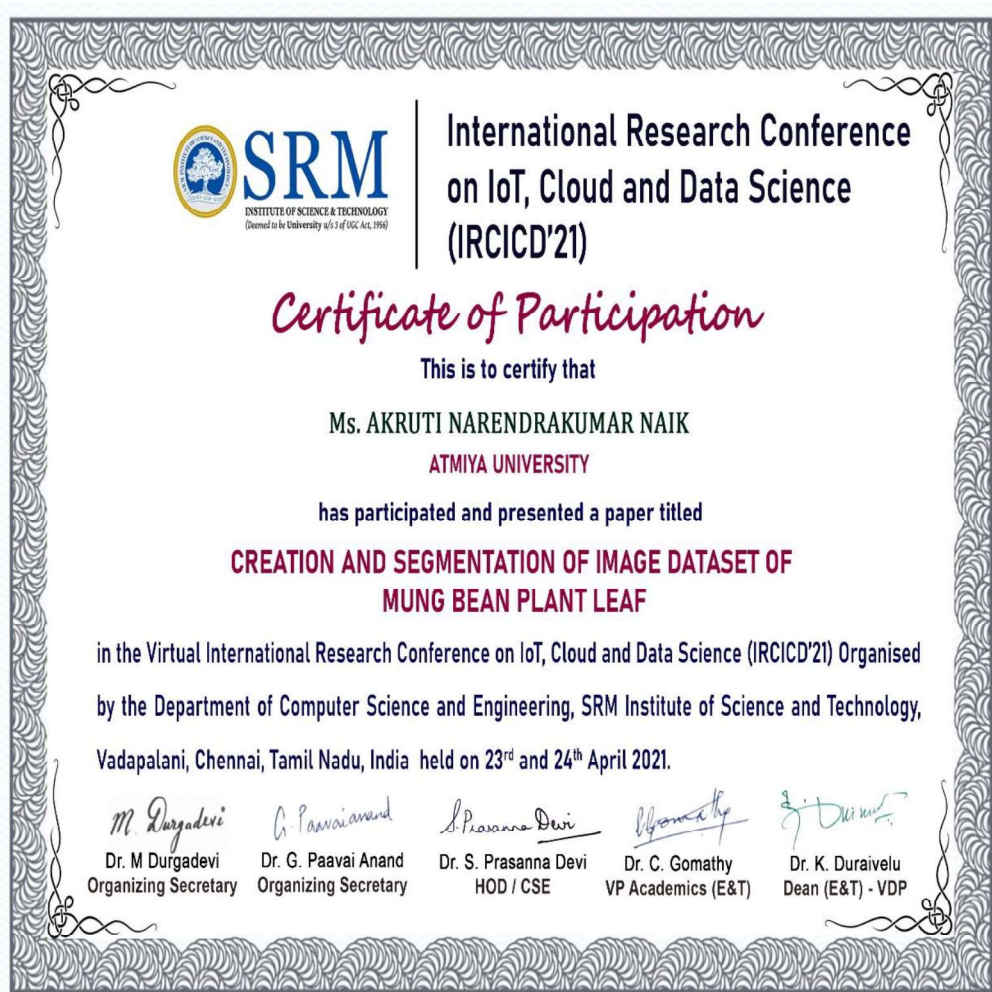 SRM
INSTITUTE OF SCIENCE & TECHNOLOGY
(Deemed to be University u/s 3 of UGC Act, 1956)
International Research Conference
on IoT, Cloud and Data Science
(IRCICD'21)
Certificate of Participation
This is to certify that
Ms. AKRUTI NARENDRAKUMAR NAIK
ATMIYA UNIVERSITY
has participated and presented a paper titled
CREATION AND SEGMENTATION OF IMAGE DATASET OF
MUNG BEAN PLANT LEAF
in the Virtual International Research Conference on IoT, Cloud and Data Science (IRCICD'21) Organised
by the Department of Computer Science and Engineering, SRM Institute of Science and Technology,
Vadapalani, Chennai, Tamil Nadu, India held on 23rd and 24th April 2021.
M. Durgadevi G. Paavaianand S. Prasanna Devi
Dr. M Durgadevi Dr. G. Paavai Anand Dr. S. Prasanna Devi Dr. C. Gomathy Dr. K. Duraivelu
Organizing Secretary Organizing Secretary HOD / CSE VP Academics (E&T) Dean (E&T) - VDP